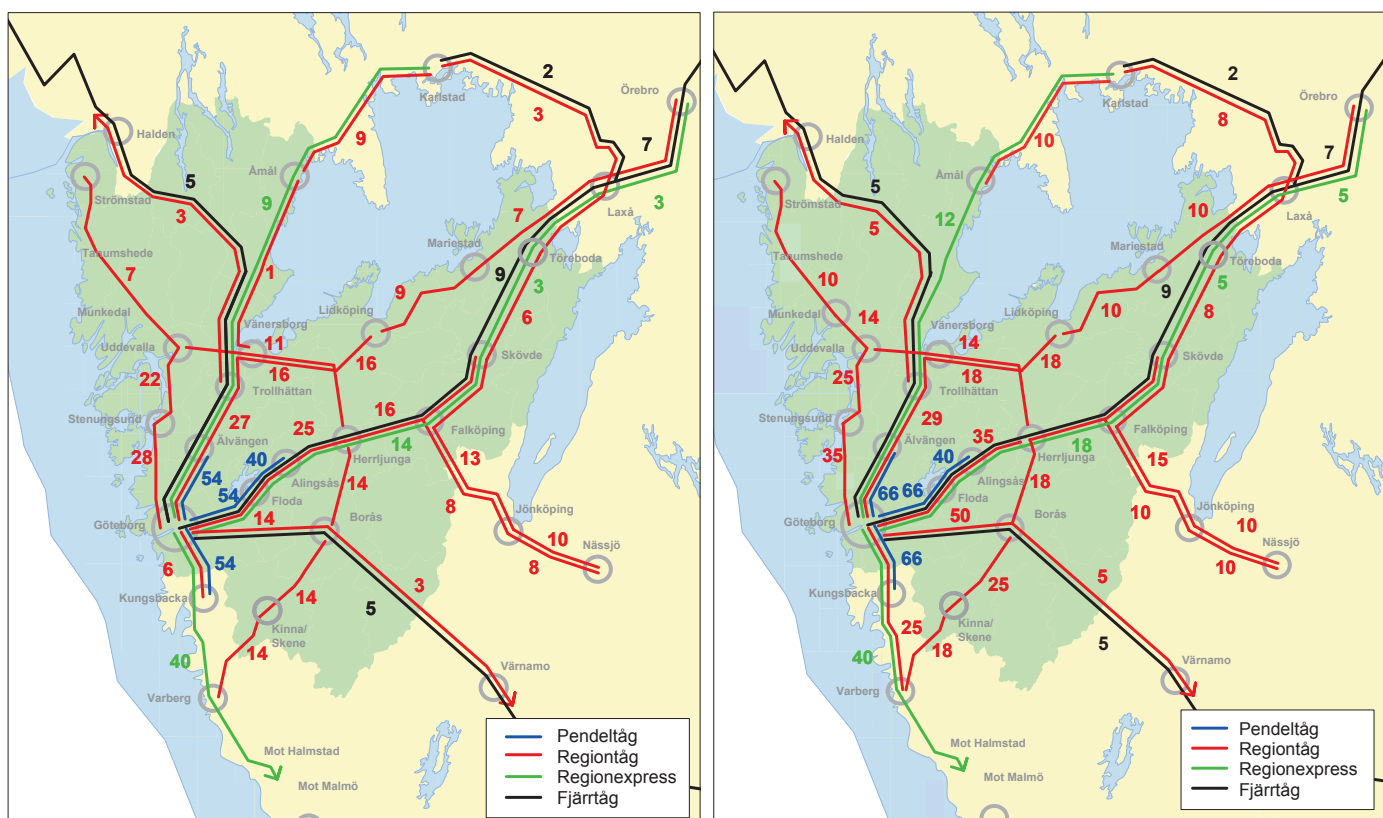 2
Karlstad
3
Örebro
9
7
Halden
Åmål
5
3
Strömstad
9
3
Laxå
7
Tanumshede
Mariestad
1
Töreboda
9
7
3
9
Munkedal
Lidköping
Vänersborg
6
11
Uddevalla
16
Skövde
16
22
Trollhättan
Stenungsund
16
27
25
Älvängen
14
Falköping
28
40
Herrljunga
13
54
54
Alingsås
14
Floda
8
14
Jönköping
Göteborg
Borås
10
Nässjö
6
54
8
3
Kungsbacka
14
5
Kinna/
Skene
14
40
Värnamo
Varberg
Mot Halmstad
Mot Malmö
Pendeltåg
Regiontåg
Regionexpress
Fjärrtåg
2
Karlstad
8
Örebro
10
7
Halden
Åmål
5
5
Strömstad
5
Laxå
12
10
Tanumshede
Mariestad
Töreboda
5
9
10
Munkedal
10
8
14
Lidköping
Vänersborg
Uddevalla
14
18
Skövde
25
18
Trollhättan
Stenungsund
29
Älvängen
35
Falköping
18
35
40
Herrljunga
15
66
66
Alingsås
18
Floda
10
50
Jönköping
Göteborg
Borås
10
Nässjö
10
66
25
5
Kungsbacka
Kinna/
Skene
25
18
5
40
Värnamo
Varberg
Mot Halmstad
Mot Malmö
Pendeltåg
Regiontåg
Regionexpress
Fjärrtåg